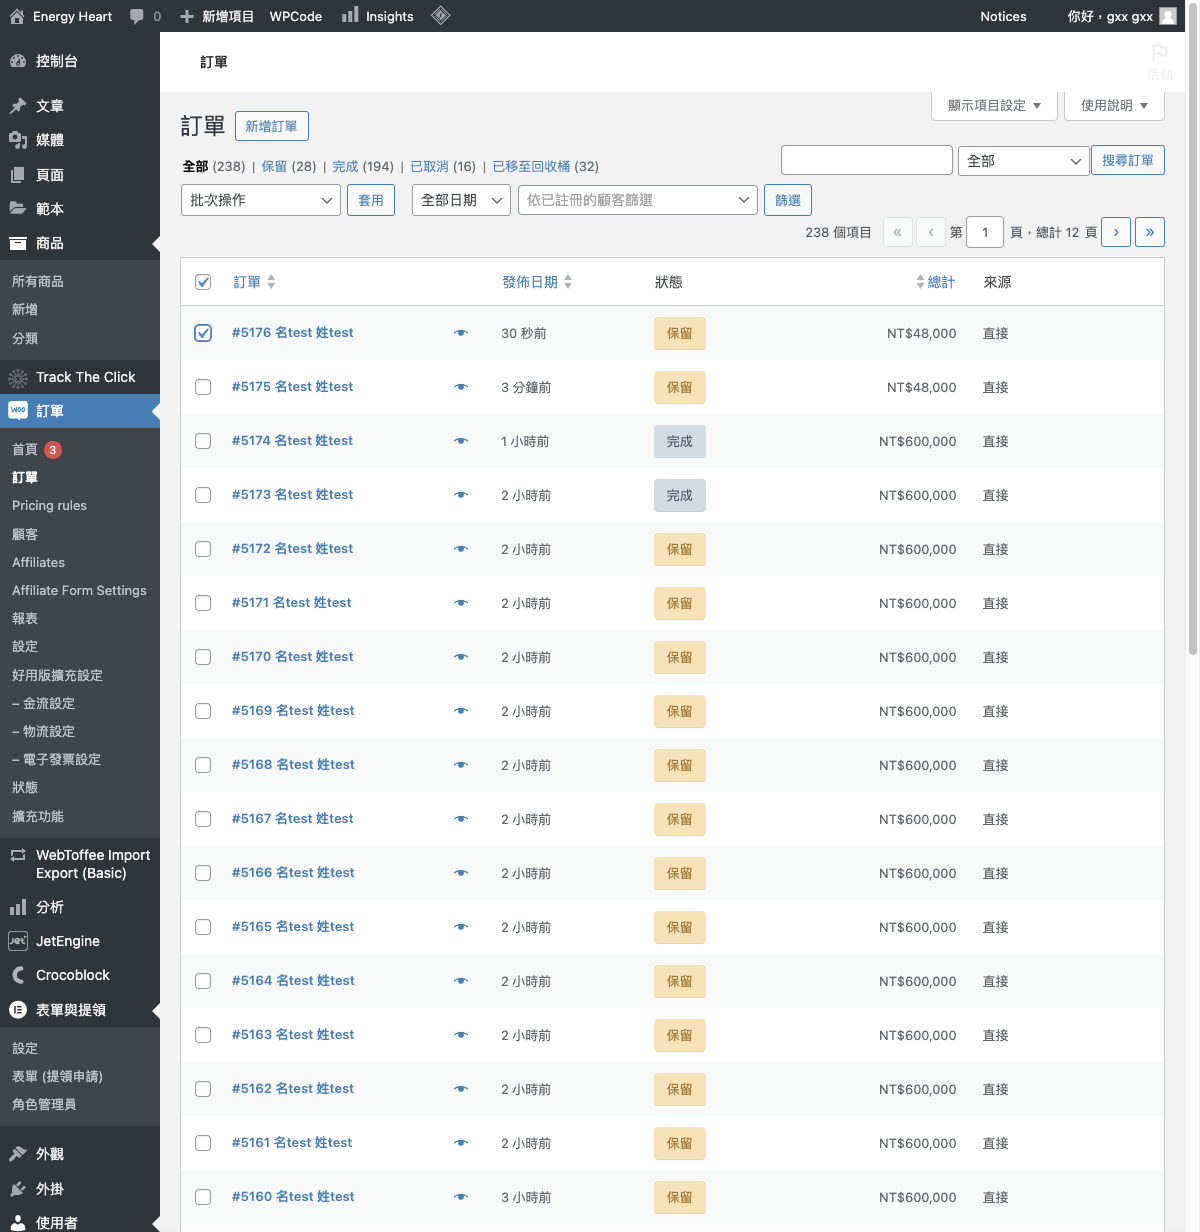 Energy Heart 0 新增項目 WPCode Insights Notices 你好，gxx gxx
控制台
文章
媒體
頁面
範本
商品
所有商品
新增
分類
Track The Click
訂單
首頁 3
訂單
Pricing rules
顧客
Affiliates
Affiliate Form Settings
報表
設定
好用版擴充設定
– 金流設定
– 物流設定
– 電子發票設定
狀態
擴充功能
WebToffee Import
Export (Basic)
分析
JetEngine
Crocoblock
表單與提領
設定
表單 (提領申請)
角色管理員
外觀
外掛
使用者
訂單
活動
顯示項目設定 使用說明
訂單 新增訂單
全部 (238) | 保留 (28) | 完成 (194) | 已取消 (16) | 已移至回收桶 (32)
全部 搜尋訂單
批次操作 套用 全部日期 依已註冊的顧客篩選 篩選
238 個項目 « ‹ 第 1 頁，總計 12 頁 › »
訂單 發佈日期 狀態 總計 來源
#5176 名test 姓test 30 秒前 保留 NT$48,000 直接
#5175 名test 姓test 3 分鐘前 保留 NT$48,000 直接
#5174 名test 姓test 1 小時前 完成 NT$600,000 直接
#5173 名test 姓test 2 小時前 完成 NT$600,000 直接
#5172 名test 姓test 2 小時前 保留 NT$600,000 直接
#5171 名test 姓test 2 小時前 保留 NT$600,000 直接
#5170 名test 姓test 2 小時前 保留 NT$600,000 直接
#5169 名test 姓test 2 小時前 保留 NT$600,000 直接
#5168 名test 姓test 2 小時前 保留 NT$600,000 直接
#5167 名test 姓test 2 小時前 保留 NT$600,000 直接
#5166 名test 姓test 2 小時前 保留 NT$600,000 直接
#5165 名test 姓test 2 小時前 保留 NT$600,000 直接
#5164 名test 姓test 2 小時前 保留 NT$600,000 直接
#5163 名test 姓test 2 小時前 保留 NT$600,000 直接
#5162 名test 姓test 2 小時前 保留 NT$600,000 直接
#5161 名test 姓test 2 小時前 保留 NT$600,000 直接
#5160 名test 姓test 3 小時前 保留 NT$600,000 直接